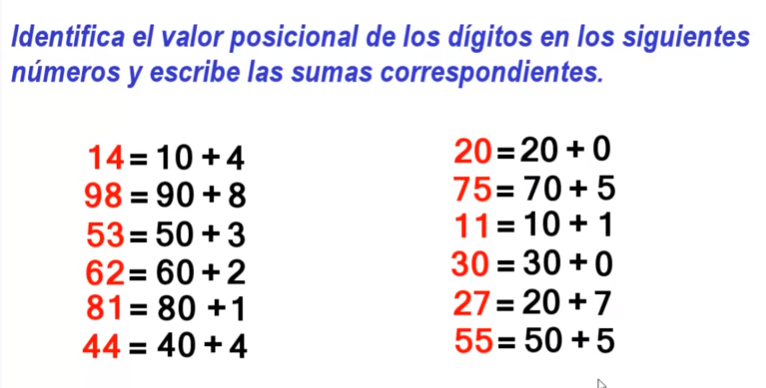 Identifica el valor posicional de los dígitos en los siguientes
números y escribe las sumas correspondientes.
14 = 10 + 4
98 = 90 + 8
53 = 50 + 3
62 = 60 + 2
81 = 80 + 1
44 = 40 + 4
20 = 20 + 0
75 = 70 + 5
11 = 10 + 1
30 = 30 + 0
27 = 20 + 7
55 = 50 + 5